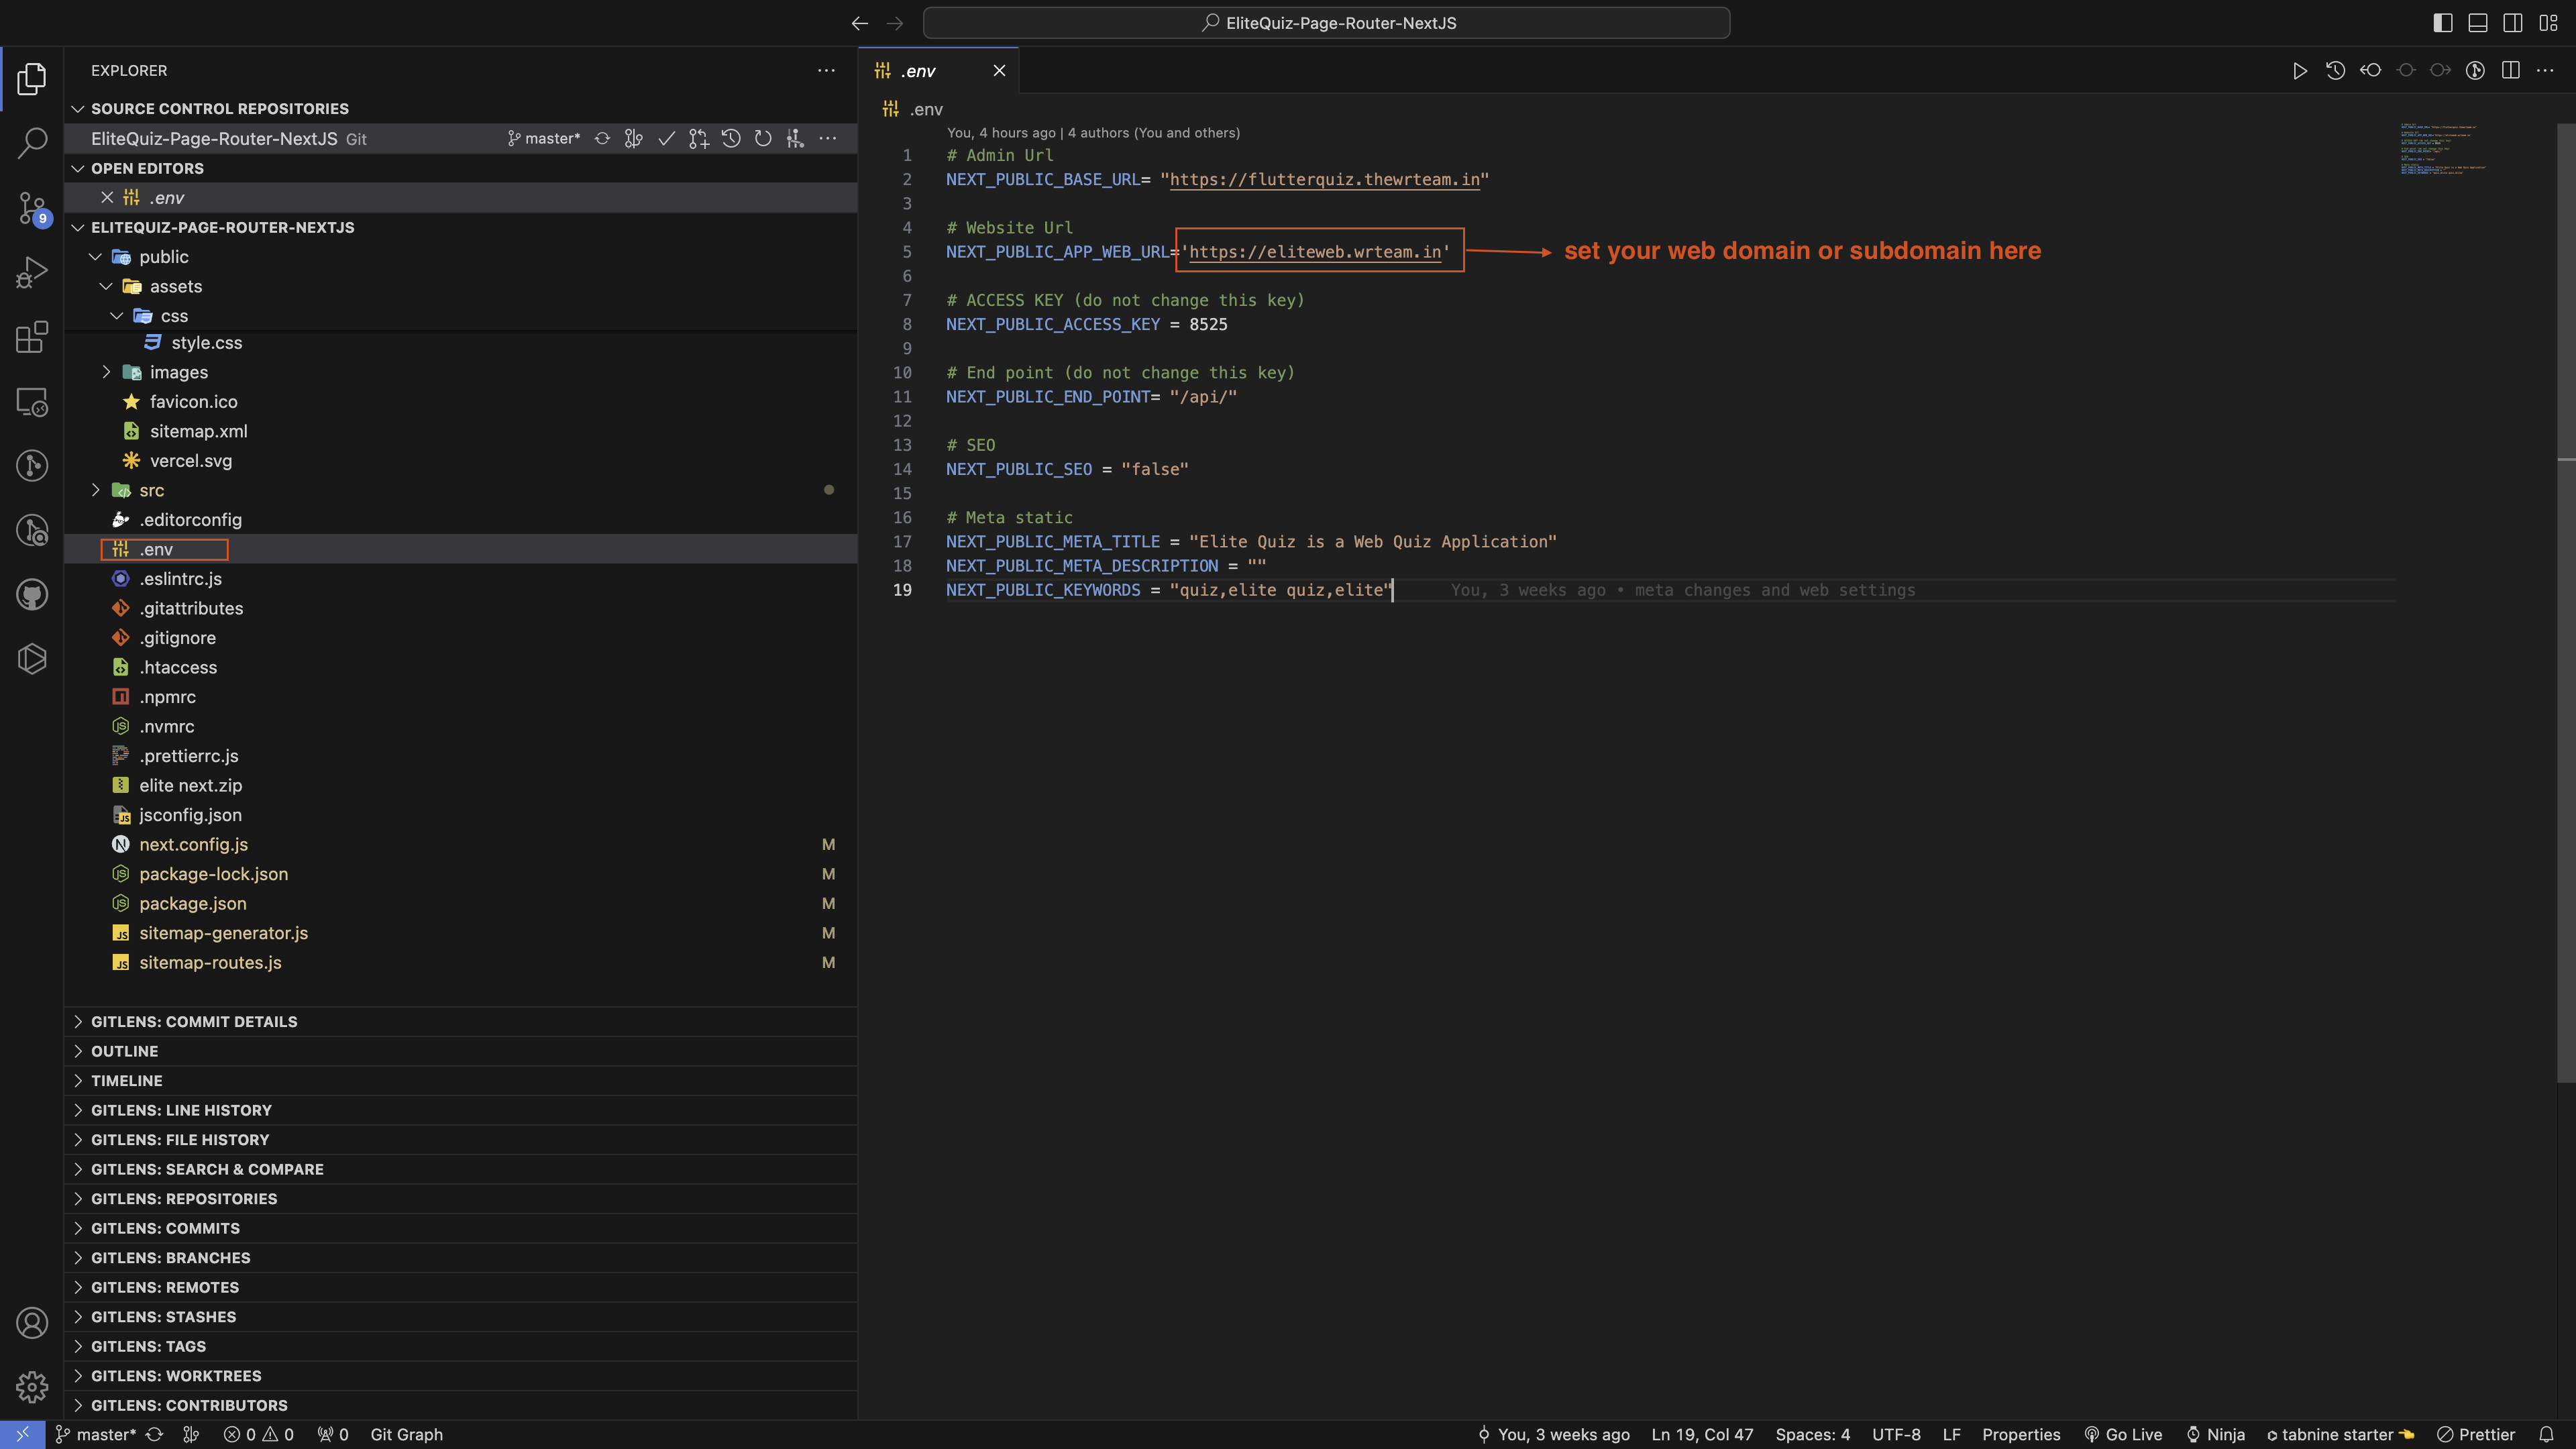 EliteQuiz-Page-Router-NextJS
EXPLORER
SOURCE CONTROL REPOSITORIES
EliteQuiz-Page-Router-NextJS Git master*
OPEN EDITORS
.env
9
ELITEQUIZ-PAGE-ROUTER-NEXTJS
public
assets
css
style.css
images
favicon.ico
sitemap.xml
vercel.svg
src
.editorconfig
.env
.eslintrc.js
.gitattributes
.gitignore
.htaccess
.npmrc
.nvmrc
.prettierrc.js
elite next.zip
jsconfig.json
next.config.js M
package-lock.json M
package.json M
sitemap-generator.js M
sitemap-routes.js M
GITLENS: COMMIT DETAILS
OUTLINE
TIMELINE
GITLENS: LINE HISTORY
GITLENS: FILE HISTORY
GITLENS: SEARCH & COMPARE
GITLENS: REPOSITORIES
GITLENS: COMMITS
GITLENS: BRANCHES
GITLENS: REMOTES
GITLENS: STASHES
GITLENS: TAGS
GITLENS: WORKTREES
GITLENS: CONTRIBUTORS
.env
.env
You, 4 hours ago | 4 authors (You and others)
1 # Admin Url
2 NEXT_PUBLIC_BASE_URL= "https://flutterquiz.thewrteam.in"
3
4 # Website Url
5 NEXT_PUBLIC_APP_WEB_URL='https://eliteweb.wrteam.in' set your web domain or subdomain here
6
7 # ACCESS KEY (do not change this key)
8 NEXT_PUBLIC_ACCESS_KEY = 8525
9
10 # End point (do not change this key)
11 NEXT_PUBLIC_END_POINT= "/api/"
12
13 # SEO
14 NEXT_PUBLIC_SEO = "false"
15
16 # Meta static
17 NEXT_PUBLIC_META_TITLE = "Elite Quiz is a Web Quiz Application"
18 NEXT_PUBLIC_META_DESCRIPTION = ""
19 NEXT_PUBLIC_KEYWORDS = "quiz,elite quiz,elite" You, 3 weeks ago • meta changes and web settings
master* 0 0 0 Git Graph You, 3 weeks ago Ln 19, Col 47 Spaces: 4 UTF-8 LF Properties Go Live Ninja tabnine starter Prettier